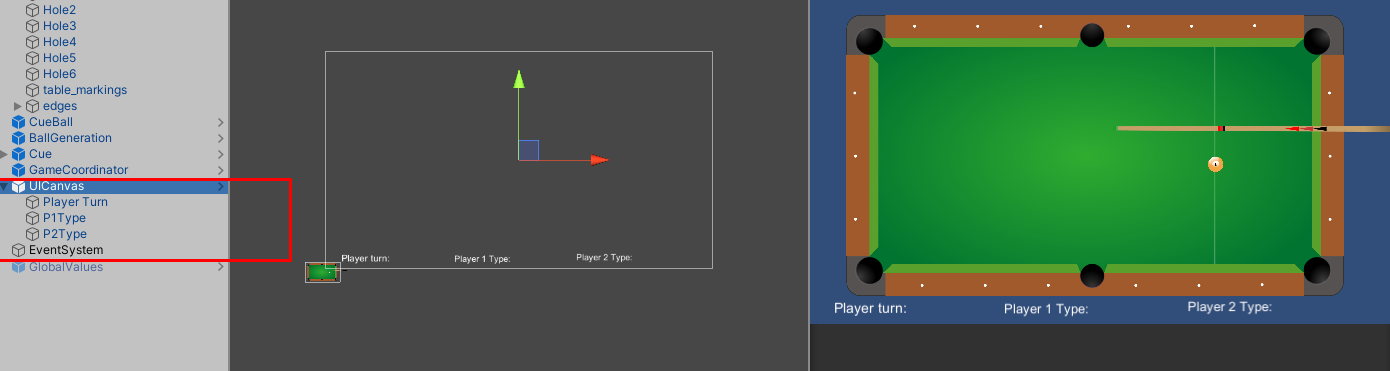 Hole2
Hole3
Hole4
Hole5
Hole6
table_markings
edges
CueBall
BallGeneration
Cue
GameCoordinator
UICanvas
Player Turn
P1Type
P2Type
EventSystem
GlobalValues
Player turn:
Player 1 Type:
Player 2 Type:
Player turn:
Player 1 Type:
Player 2 Type: